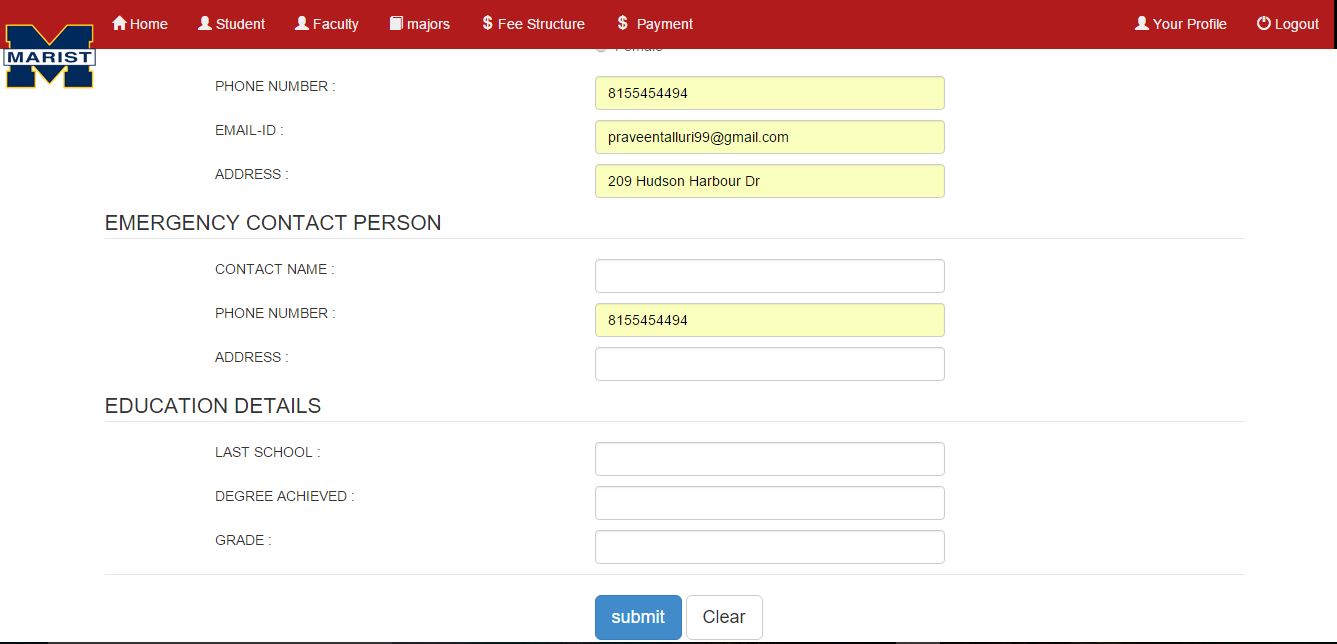 Home Student Faculty majors $ Fee Structure $ Payment Your Profile Logout
MARIST
Female
PHONE NUMBER : 8155454494
EMAIL-ID : praveentalluri99@gmail.com
ADDRESS : 209 Hudson Harbour Dr
EMERGENCY CONTACT PERSON
CONTACT NAME :
PHONE NUMBER : 8155454494
ADDRESS :
EDUCATION DETAILS
LAST SCHOOL :
DEGREE ACHIEVED :
GRADE :
submit Clear